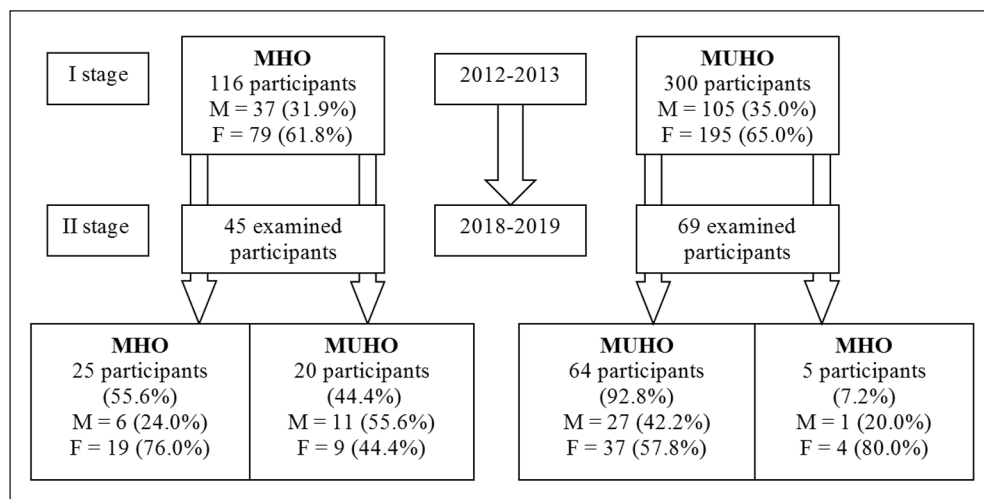 I stage
MHO
116 participants
M = 37 (31.9%)
F = 79 (61.8%)
2012-2013
MUHO
300 participants
M = 105 (35.0%)
F = 195 (65.0%)
II stage
45 examined
participants
2018-2019
69 examined
participants
MHO
25 participants
(55.6%)
M = 6 (24.0%)
F = 19 (76.0%)
MUHO
20 participants
(44.4%)
M = 11 (55.6%)
F = 9 (44.4%)
MUHO
64 participants
(92.8%)
M = 27 (42.2%)
F = 37 (57.8%)
MHO
5 participants
(7.2%)
M = 1 (20.0%)
F = 4 (80.0%)